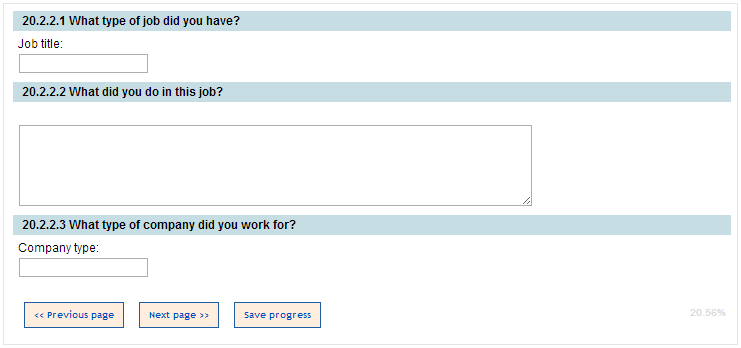 20.2.2.1 What type of job did you have?
Job title:
20.2.2.2 What did you do in this job?
20.2.2.3 What type of company did you work for?
Company type:
<< Previous page Next page >> Save progress 20.56%